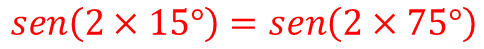 sen(2 × 15°) = sen(2 × 75°)